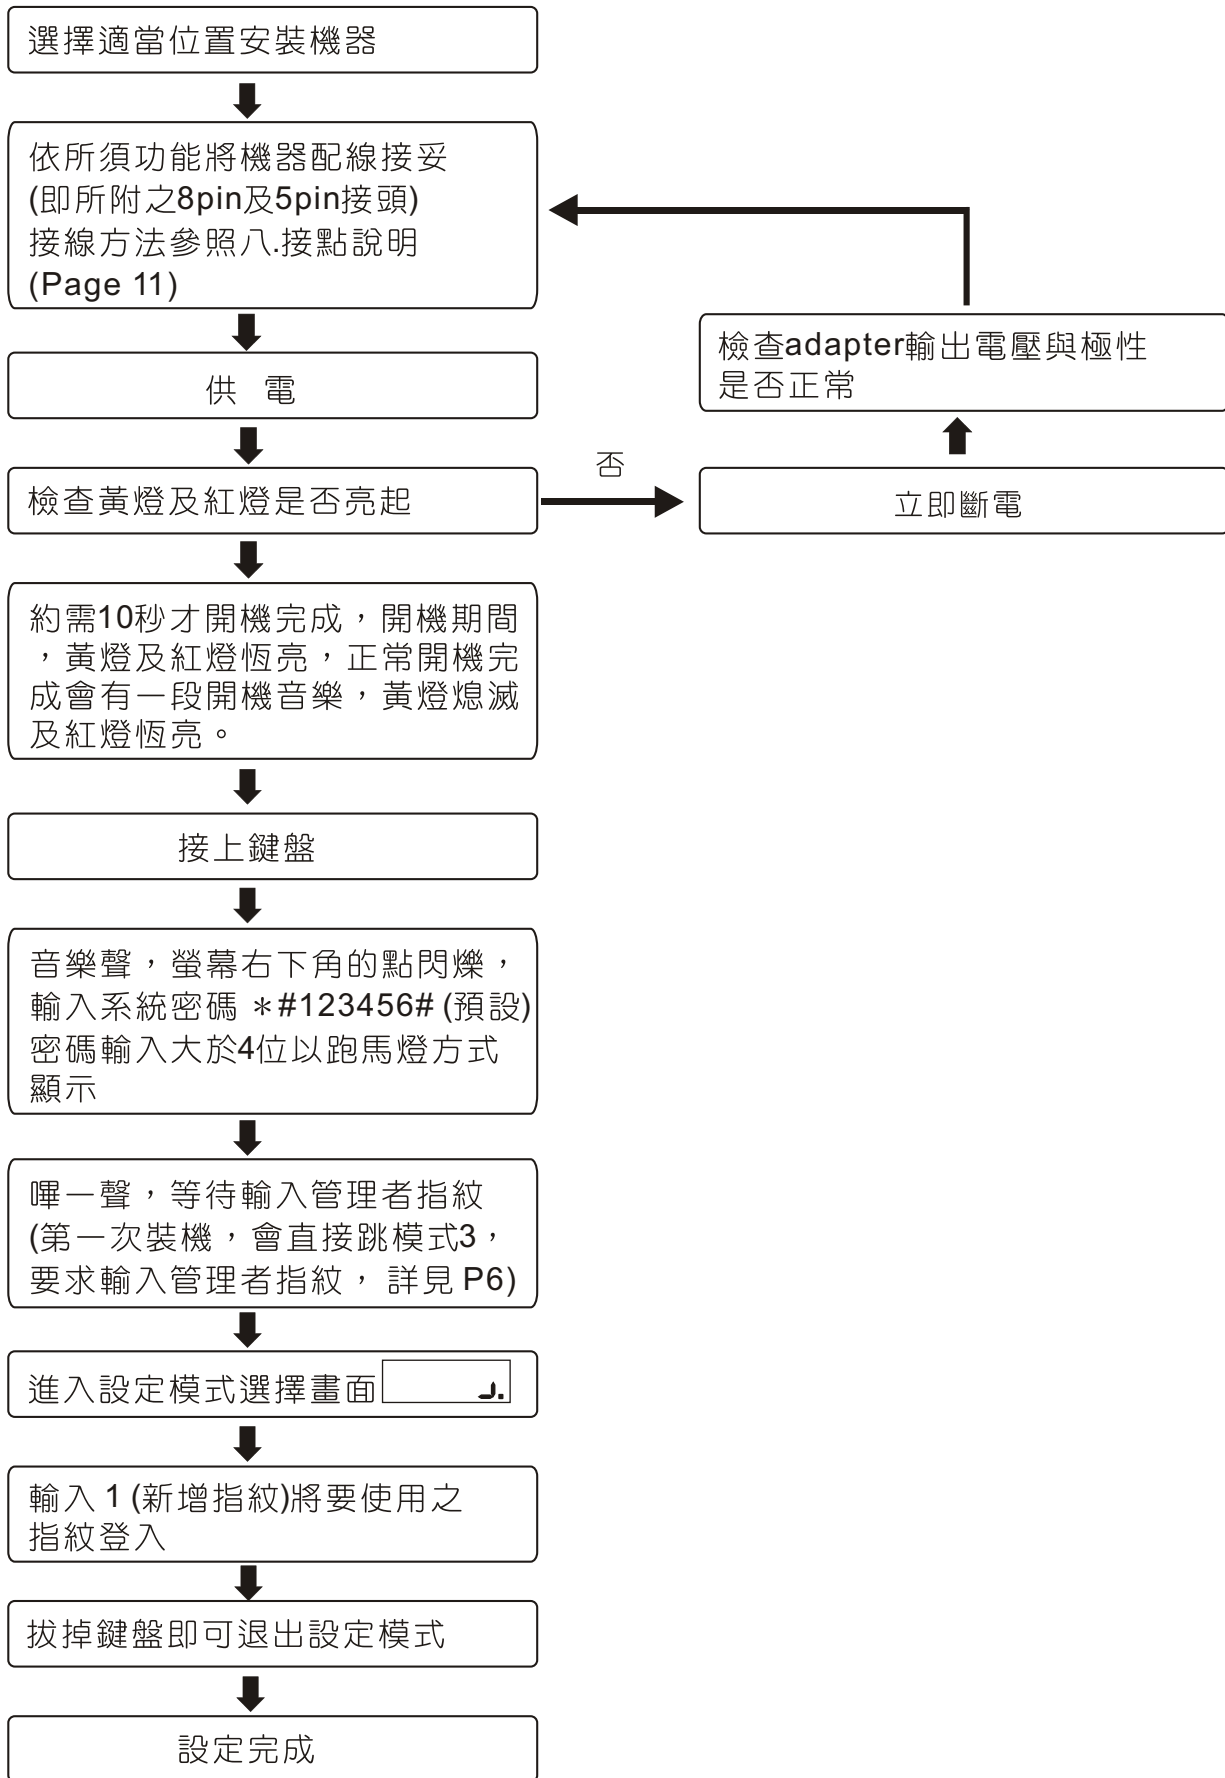 選擇適當位置安裝機器
依所須功能將機器配線接妥
(即所附之8pin及5pin接頭)
接線方法參照八.接點說明
(Page 11)
供 電
檢查黃燈及紅燈是否亮起
否
立即斷電
檢查adapter輸出電壓與極性
是否正常
約需10秒才開機完成，開機期間
，黃燈及紅燈恆亮，正常開機完
成會有一段開機音樂，黃燈熄滅
及紅燈恆亮。
接上鍵盤
音樂聲，螢幕右下角的點閃爍，
輸入系統密碼 ＊#123456# (預設)
密碼輸入大於4位以跑馬燈方式
顯示
嗶一聲，等待輸入管理者指紋
(第一次裝機，會直接跳模式3，
要求輸入管理者指紋， 詳見 P6)
進入設定模式選擇畫面
輸入 1 (新增指紋)將要使用之
指紋登入
拔掉鍵盤即可退出設定模式
設定完成